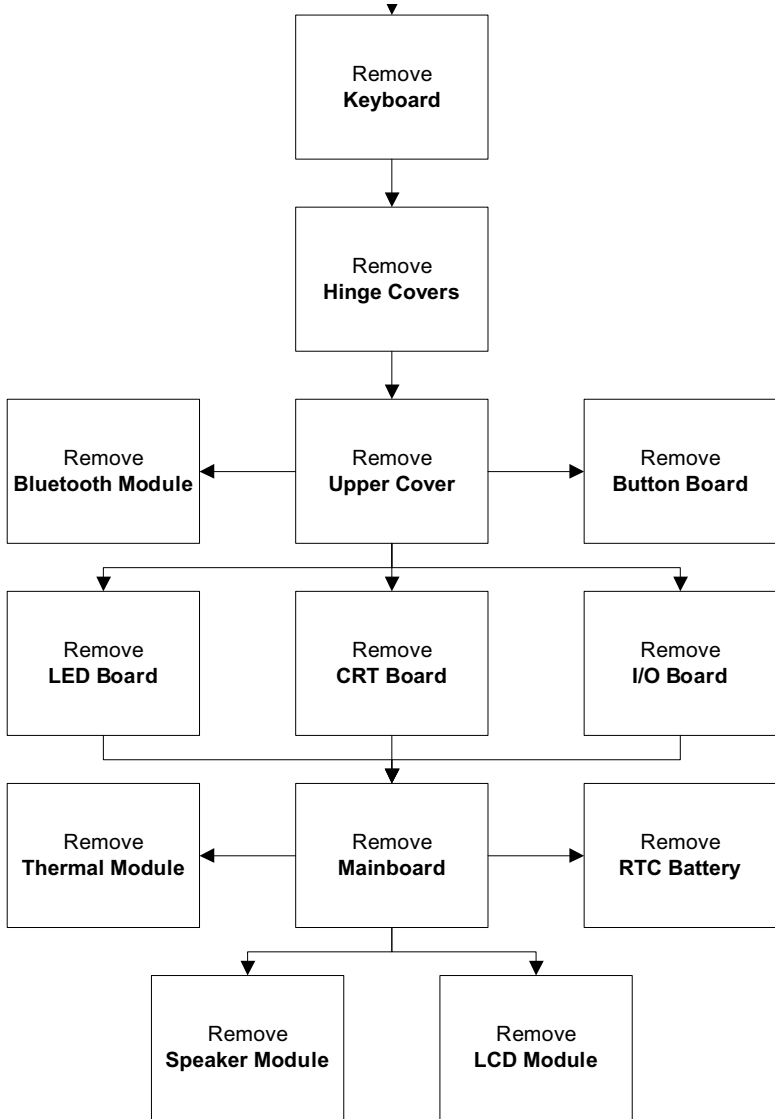 Remove
Keyboard
Remove
Hinge Covers
Remove
Bluetooth Module
Remove
Upper Cover
Remove
Button Board
Remove
LED Board
Remove
CRT Board
Remove
I/O Board
Remove
Thermal Module
Remove
Mainboard
Remove
RTC Battery
Remove
Speaker Module
Remove
LCD Module